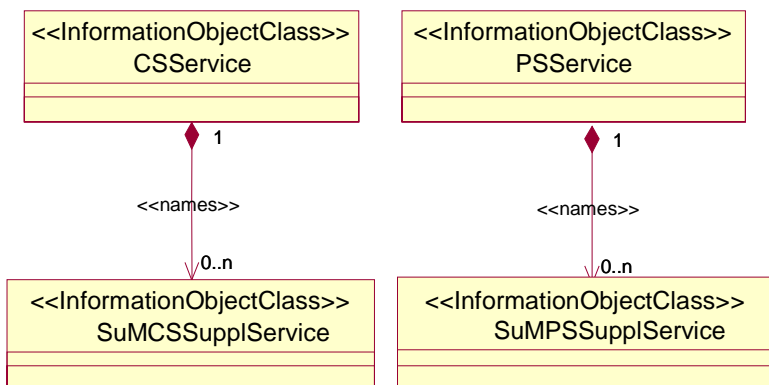 <<InformationObjectClass>>
CSService
<<InformationObjectClass>>
PSService
1
1
<<names>>
<<names>>
0..n
0..n
<<InformationObjectClass>>
SuMCSSupplService
<<InformationObjectClass>>
SuMPSSupplService